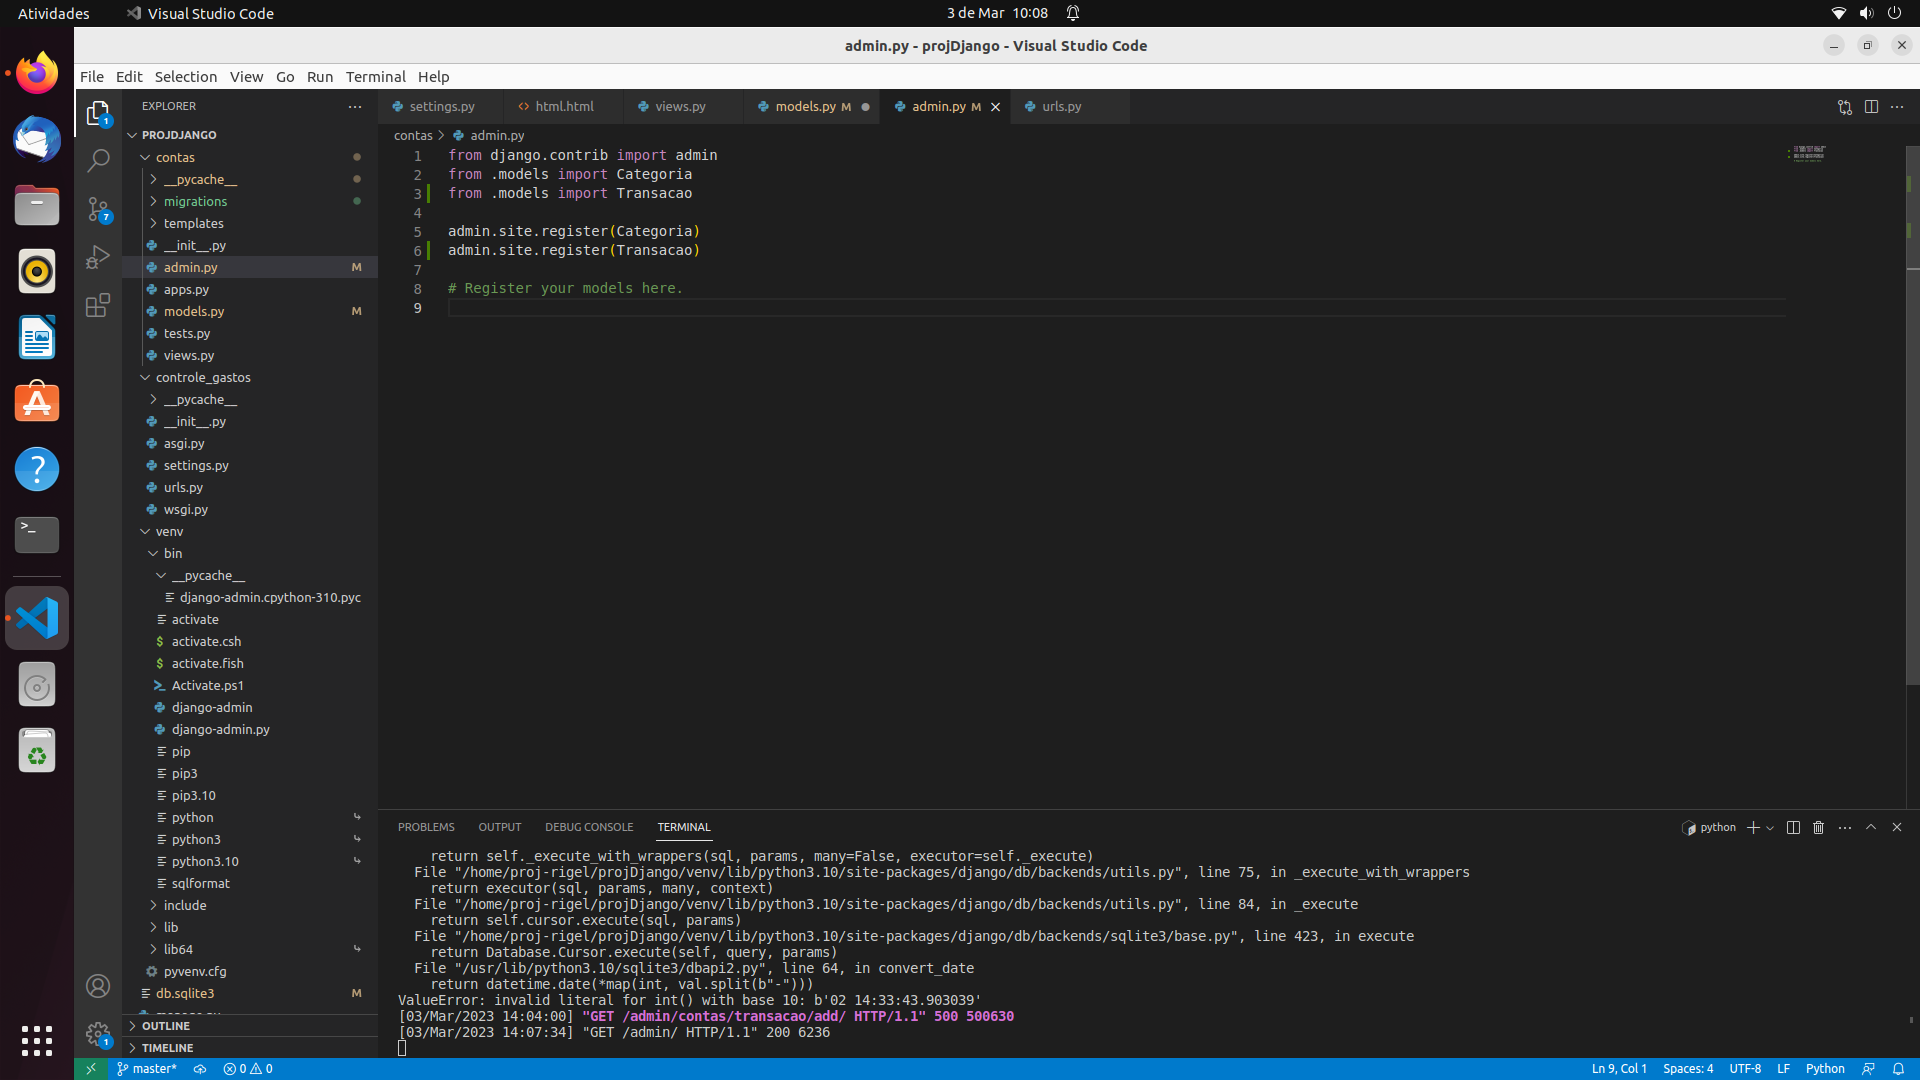 Atividades
Visual Studio Code
3 de Mar 10:08
admin.py - projDjango - Visual Studio Code
File Edit Selection View Go Run Terminal Help
EXPLORER
settings.py
html.html
views.py
models.py M
admin.py M
urls.py
PROJDJANGO
contas
__pycache__
migrations
templates
__init__.py
admin.py M
apps.py
models.py M
tests.py
views.py
controle_gastos
__pycache__
__init__.py
asgi.py
settings.py
urls.py
wsgi.py
venv
bin
__pycache__
django-admin.cpython-310.pyc
activate
activate.csh
activate.fish
Activate.ps1
django-admin
django-admin.py
pip
pip3
pip3.10
python
python3
python3.10
sqlformat
include
lib
lib64
pyvenv.cfg
db.sqlite3 M
OUTLINE
TIMELINE
1
7
1
contas > admin.py
1 from django.contrib import admin
2 from .models import Categoria
3 from .models import Transacao
4
5 admin.site.register(Categoria)
6 admin.site.register(Transacao)
7
8 # Register your models here.
9
PROBLEMS OUTPUT DEBUG CONSOLE TERMINAL
python
return self._execute_with_wrappers(sql, params, many=False, executor=self._execute)
File "/home/proj-rigel/projDjango/venv/lib/python3.10/site-packages/django/db/backends/utils.py", line 75, in _execute_with_wrappers
return executor(sql, params, many, context)
File "/home/proj-rigel/projDjango/venv/lib/python3.10/site-packages/django/db/backends/utils.py", line 84, in _execute
return self.cursor.execute(sql, params)
File "/home/proj-rigel/projDjango/venv/lib/python3.10/site-packages/django/db/backends/sqlite3/base.py", line 423, in execute
return Database.Cursor.execute(self, query, params)
File "/usr/lib/python3.10/sqlite3/dbapi2.py", line 64, in convert_date
return datetime.date(*map(int, val.split(b"-")))
ValueError: invalid literal for int() with base 10: b'02 14:33:43.903039'
[03/Mar/2023 14:04:00] "GET /admin/contas/transacao/add/ HTTP/1.1" 500 500630
[03/Mar/2023 14:07:34] "GET /admin/ HTTP/1.1" 200 6236
master*
0 0
Ln 9, Col 1
Spaces: 4
UTF-8
LF
Python